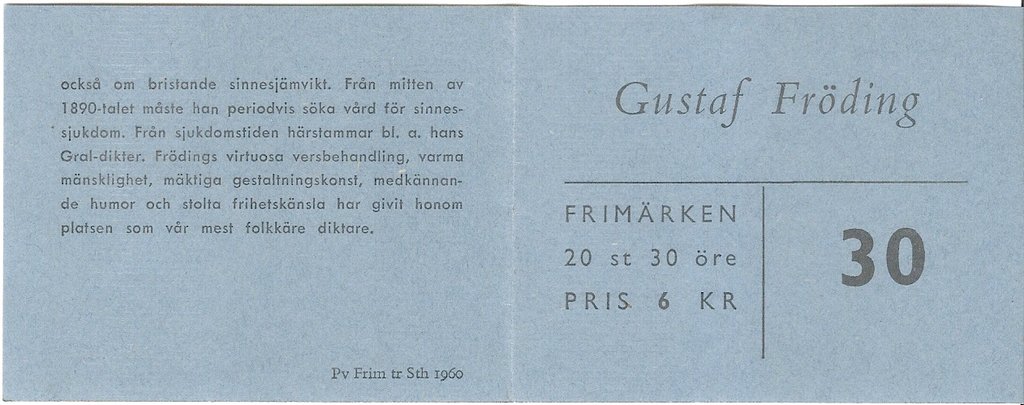 också om bristande sinnesjämvikt. Från mitten av
1890-talet måste han periodvis söka vård för sinnes-
sjukdom. Från sjukdomstiden härstammar bl. a. hans
Gral-dikter. Frödings virtuosa versbehandling, varma
mänsklighet, mäktiga gestaltningskonst, medkännan-
de humor och stolta frihetskänsla har givit honom
platsen som vår mest folkkäre diktare.
Pv Frim tr Sth 1960
Gustaf Fröding
FRIMÄRKEN
20 st 30 öre
PRIS 6 KR
30